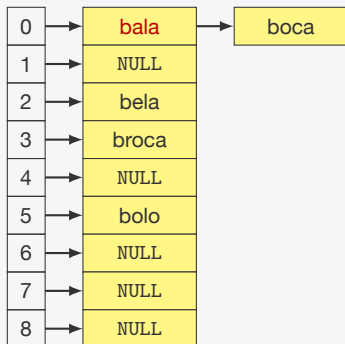 0 bala boca
1 NULL
2 bela
3 broca
4 NULL
5 bolo
6 NULL
7 NULL
8 NULL